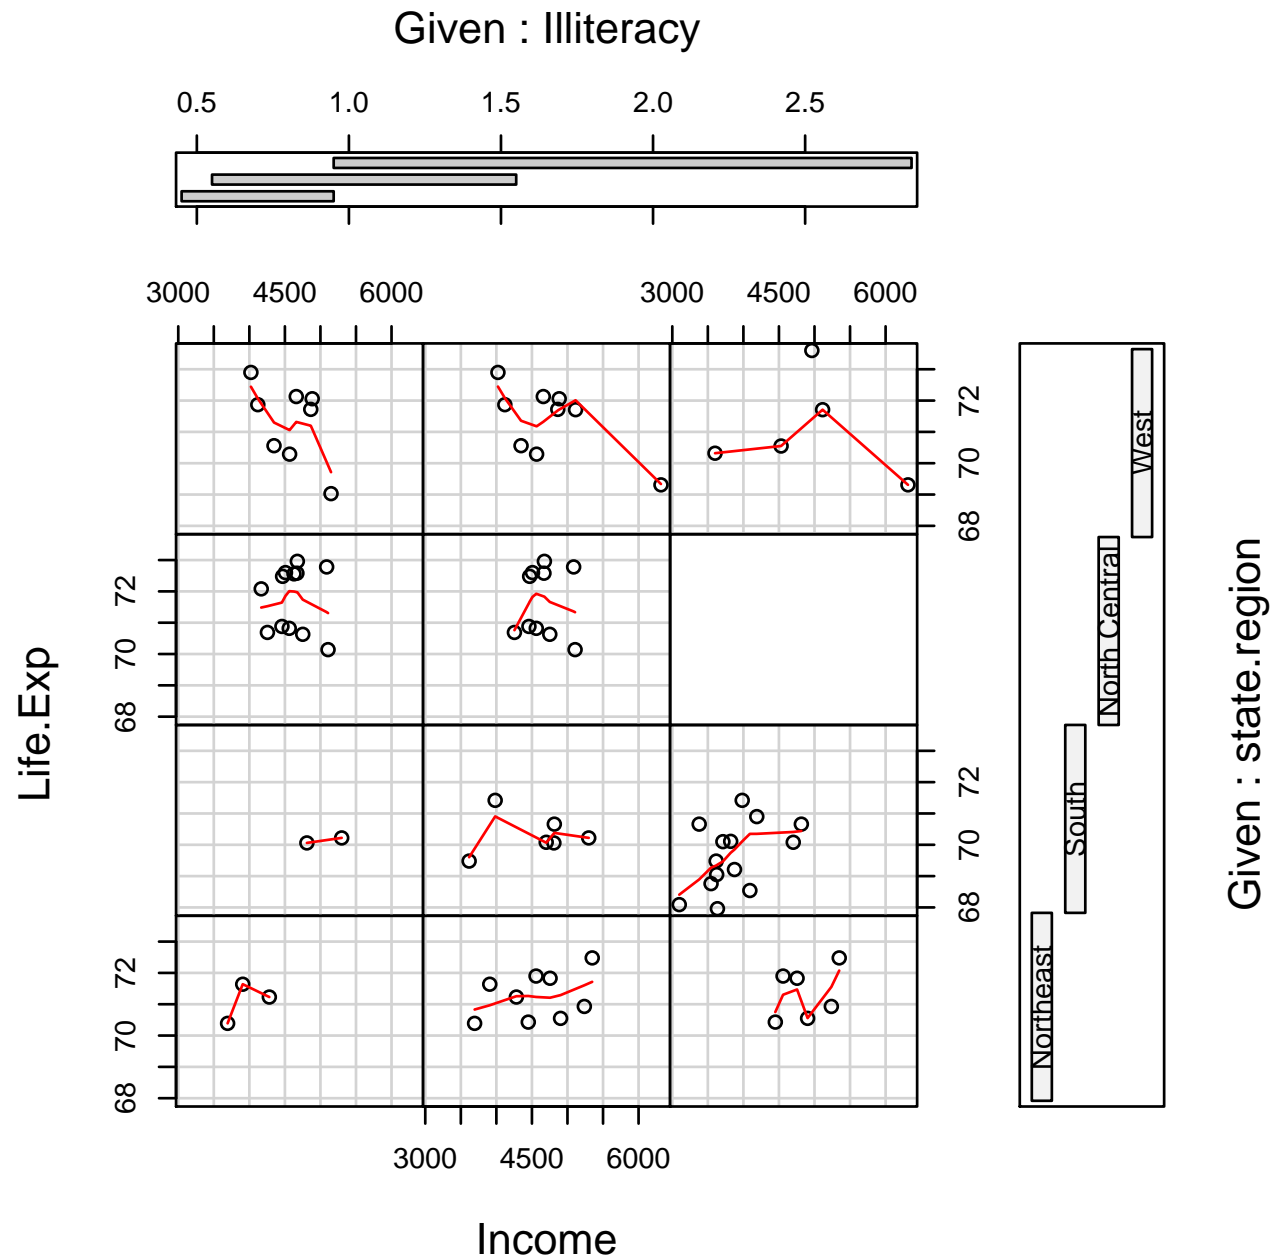 Given : Illiteracy
0.5 1.0 1.5 2.0 2.5
3000 4500 6000 3000 4500 6000
68 70 72
68 70 72
68 70 72
68 70 72
3000 4500 6000
Income
Life.Exp
West
North Central
South
Northeast
Given : state.region